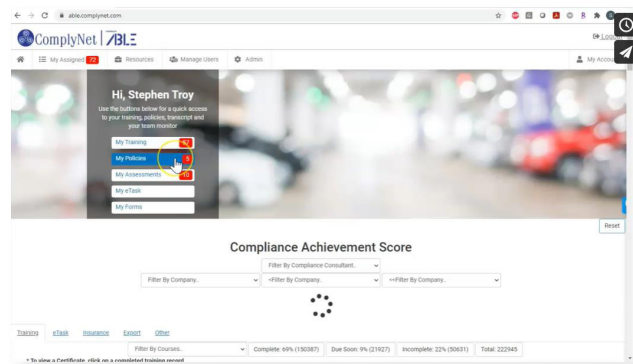 able.complynet.com
ComplyNet | ABLE
Logout
My Assigned 72
Resources
Manage Users
Admin
My Account
Hi, Stephen Troy
Use the buttons below for a quick access
to your training, policies, transcript and
your team monitor
My Training 57
My Policies 5
My Assessments 10
My eTask
My Forms
Reset
Compliance Achievement Score
Filter By Compliance Consultant..
Filter By Company..
<Filter By Company..
<<Filter By Company..
Training eTask Insurance Export Other
Filter By Courses..
Complete: 69% (150387)
Due Soon: 9% (21927)
Incomplete: 22% (50631)
Total: 222945
* To view a Certificate, click on a completed training record